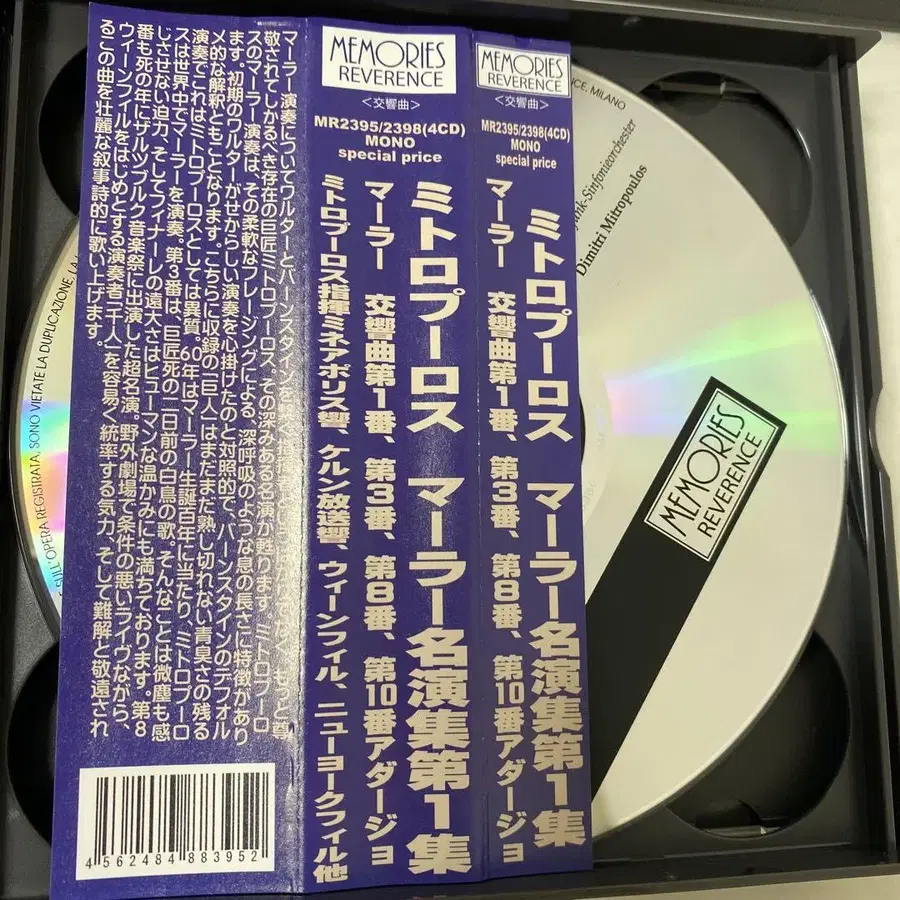 MEMORIES
REVERENCE
<交響曲>
MR2395/2398(4CD)
MONO
special price
ミトロプーロス マーラー名演集第1集
マーラー 交響曲第1番、第3番、第8番、第10番アダージョ
MEMORIES
REVERENCE
<交響曲>
MR2395/2398(4CD)
MONO
special price
ミトロプーロス マーラー名演集第1集
マーラー 交響曲第1番、第3番、第8番、第10番アダージョ
ミトロプーロス指揮ミネアポリス響、ケルン放送響、ウィーンフィル、ニューヨークフィル他
マーラー演奏についてワルターとバーンスタインを もっと尊
敬されてしかるべき存在の巨匠ミトロプーロス。その深みある名演が甦ります。ミトロプーロ
スのマーラー演奏は、その柔軟なフレージングによる、深呼吸のような息の長さに特徴があり
ます。初期のワルターがせからしい演奏を心掛けたのと対照的で、バーンスタインのデフォル
メ的な解釈ともことなります。こちらに収録の「巨人」はまだまだ熟し切れない青臭さの残る
演奏でこれはミトロプーロスとしては異質。60年はマーラー生誕百年に当たり、ミトロプーロ
スは世界中でマーラーを演奏。第3番は、巨匠死の二日前の白鳥の歌。そんなことは微塵も感
じさせない迫力、そしてフィナーレの遠大さはヒューマンな温かみにも満ちております。第8
番も死の年にザルツブルク音楽祭に出演した超名演。野外劇場で条件の悪いライヴながら、
ウィーンフィルをはじめとする演奏者「千人」を容易く統率する気力、そして難解と敬遠され
るこの曲を壮麗な叙事詩的に歌い上げます。
4562484883952
MILANO
Sinfonieorchester
Dimitri Mitropoulos
MEMORIES
REVERENCE
SULL'OPERA REGISTRATA, SONO VIETATE LA DUPLICAZIONE,